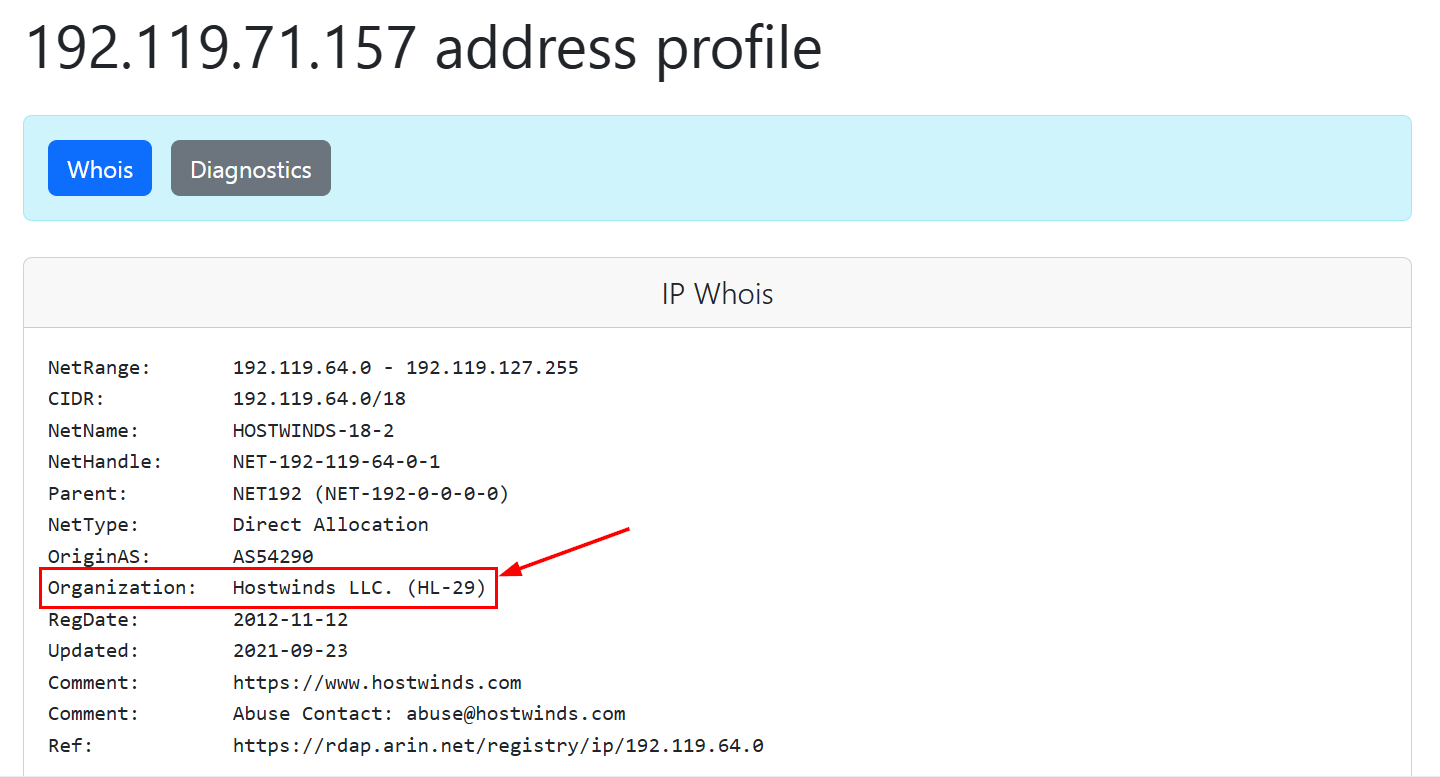 192.119.71.157 address profile
Whois Diagnostics
IP Whois
NetRange: 192.119.64.0 - 192.119.127.255
CIDR: 192.119.64.0/18
NetName: HOSTWINDS-18-2
NetHandle: NET-192-119-64-0-1
Parent: NET192 (NET-192-0-0-0-0)
NetType: Direct Allocation
OriginAS: AS54290
Organization: Hostwinds LLC. (HL-29)
RegDate: 2012-11-12
Updated: 2021-09-23
Comment: https://www.hostwinds.com
Comment: Abuse Contact: abuse@hostwinds.com
Ref: https://rdap.arin.net/registry/ip/192.119.64.0